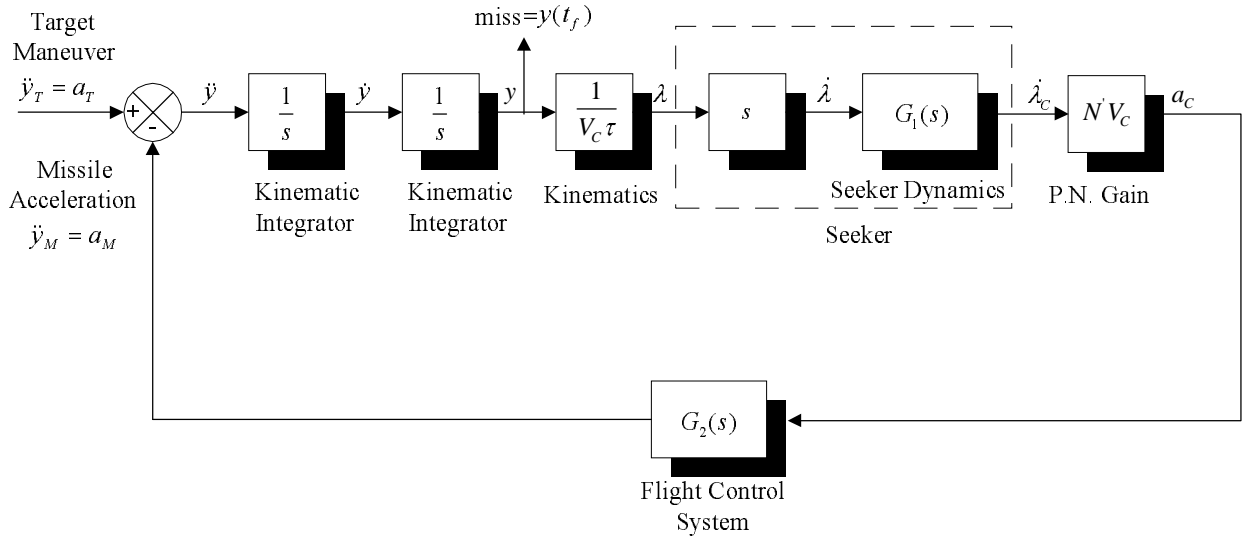 Target
Maneuver
ÿ_T = a_T
+
-
Missile
Acceleration
ÿ_M = a_M
ÿ
1/s
Kinematic
Integrator
ẏ
1/s
Kinematic
Integrator
y
miss=y(t_f)
1/(V_C τ)
Kinematics
λ
s
λ̇
G_1(s)
Seeker Dynamics
Seeker
λ̇_C
N'V_C
P.N. Gain
a_C
G_2(s)
Flight Control
System